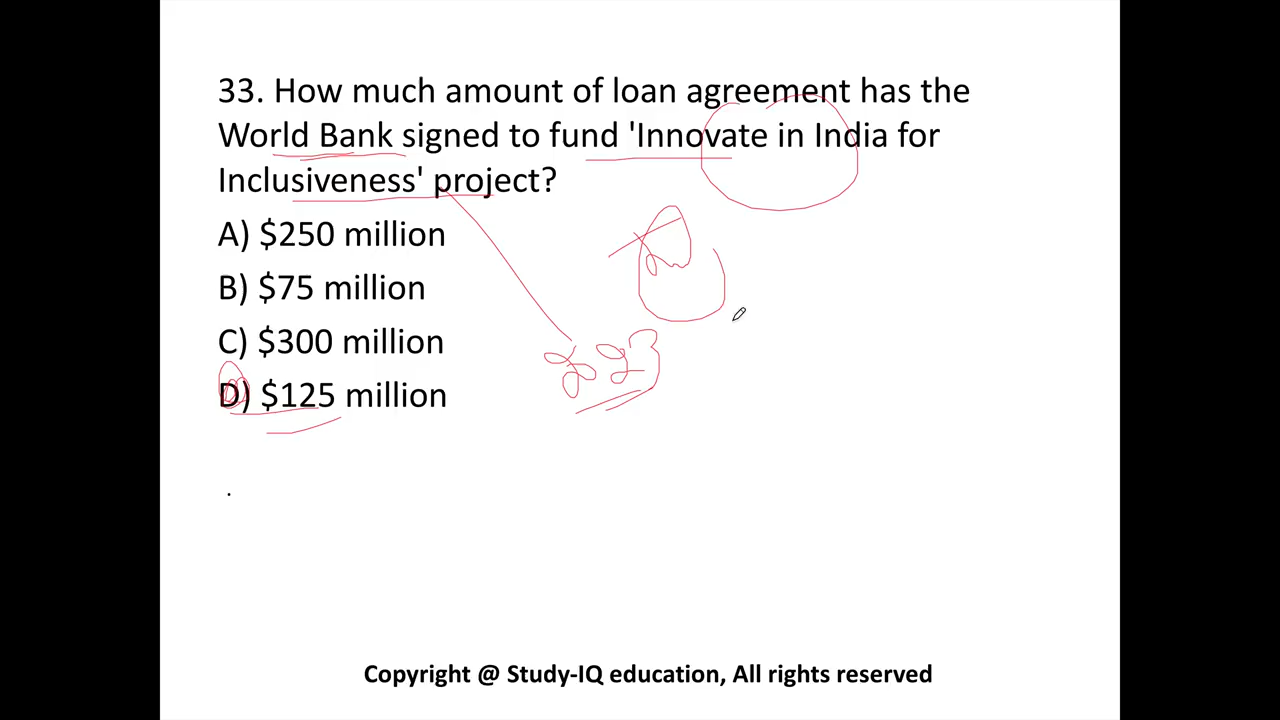 33. How much amount of loan agreement has the
World Bank signed to fund 'Innovate in India for
Inclusiveness' project?
A) $250 million
B) $75 million
C) $300 million
D) $125 million
.
Copyright @ Study-IQ education, All rights reserved